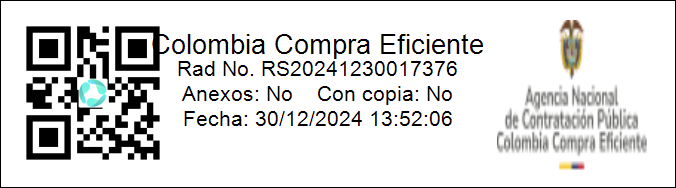 Colombia Compra Eficiente
Rad No. RS20241230017376
Anexos: No Con copia: No
Fecha: 30/12/2024 13:52:06
Agencia Nacional
de Contratación Pública
Colombia Compra Eficiente